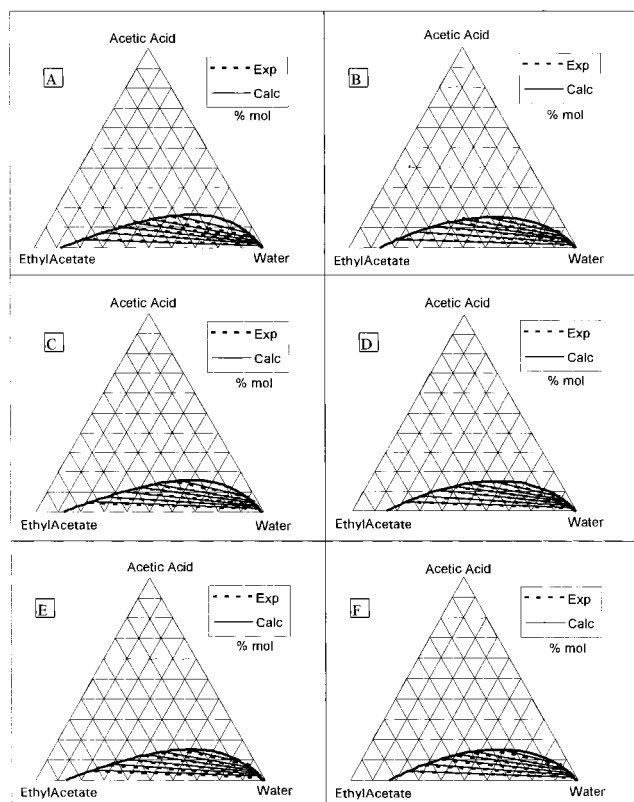 Acetic Acid
A
Exp
Calc
% mol
EthylAcetate
Water
Acetic Acid
B
Exp
Calc
% mol
EthylAcetate
Water
Acetic Acid
C
Exp
Calc
% mol
EthylAcetate
Water
Acetic Acid
D
Exp
Calc
% mol
EthylAcetate
Water
Acetic Acid
E
Exp
Calc
% mol
EthylAcetate
Water
Acetic Acid
F
Exp
Calc
% mol
EthylAcetate
Water